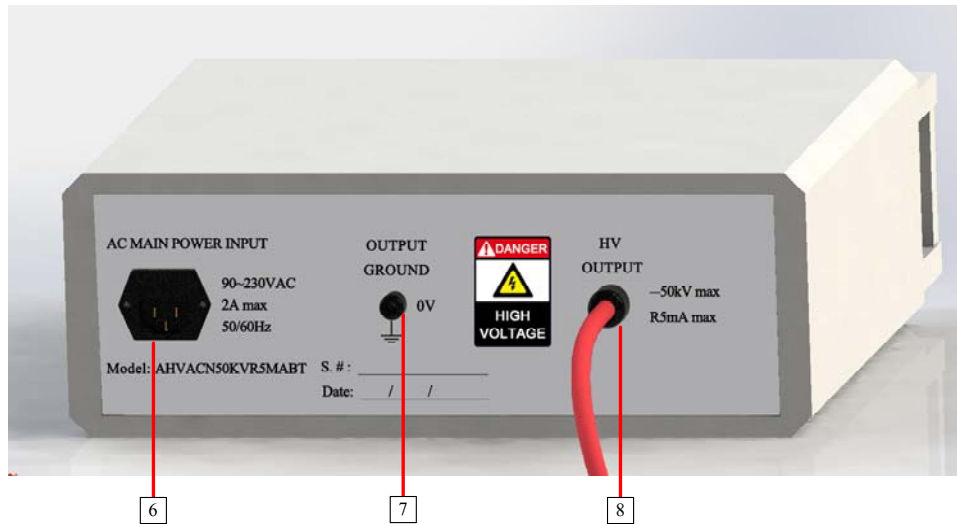 AC MAIN POWER INPUT
90~230VAC
2A max
50/60Hz
OUTPUT
GROUND
0V
DANGER
HIGH
VOLTAGE
HV
OUTPUT
—50kV max
R5mA max
Model: AHVACN50KVR5MABT
S. # :
Date: / /
6
7
8